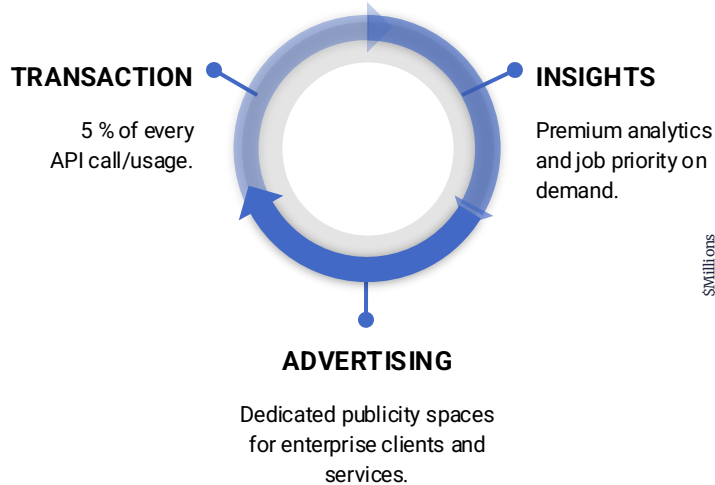 TRANSACTION
5 % of every
API call/usage.
INSIGHTS
Premium analytics
and job priority on
demand.
$Millions
ADVERTISING
Dedicated publicity spaces
for enterprise clients and
services.